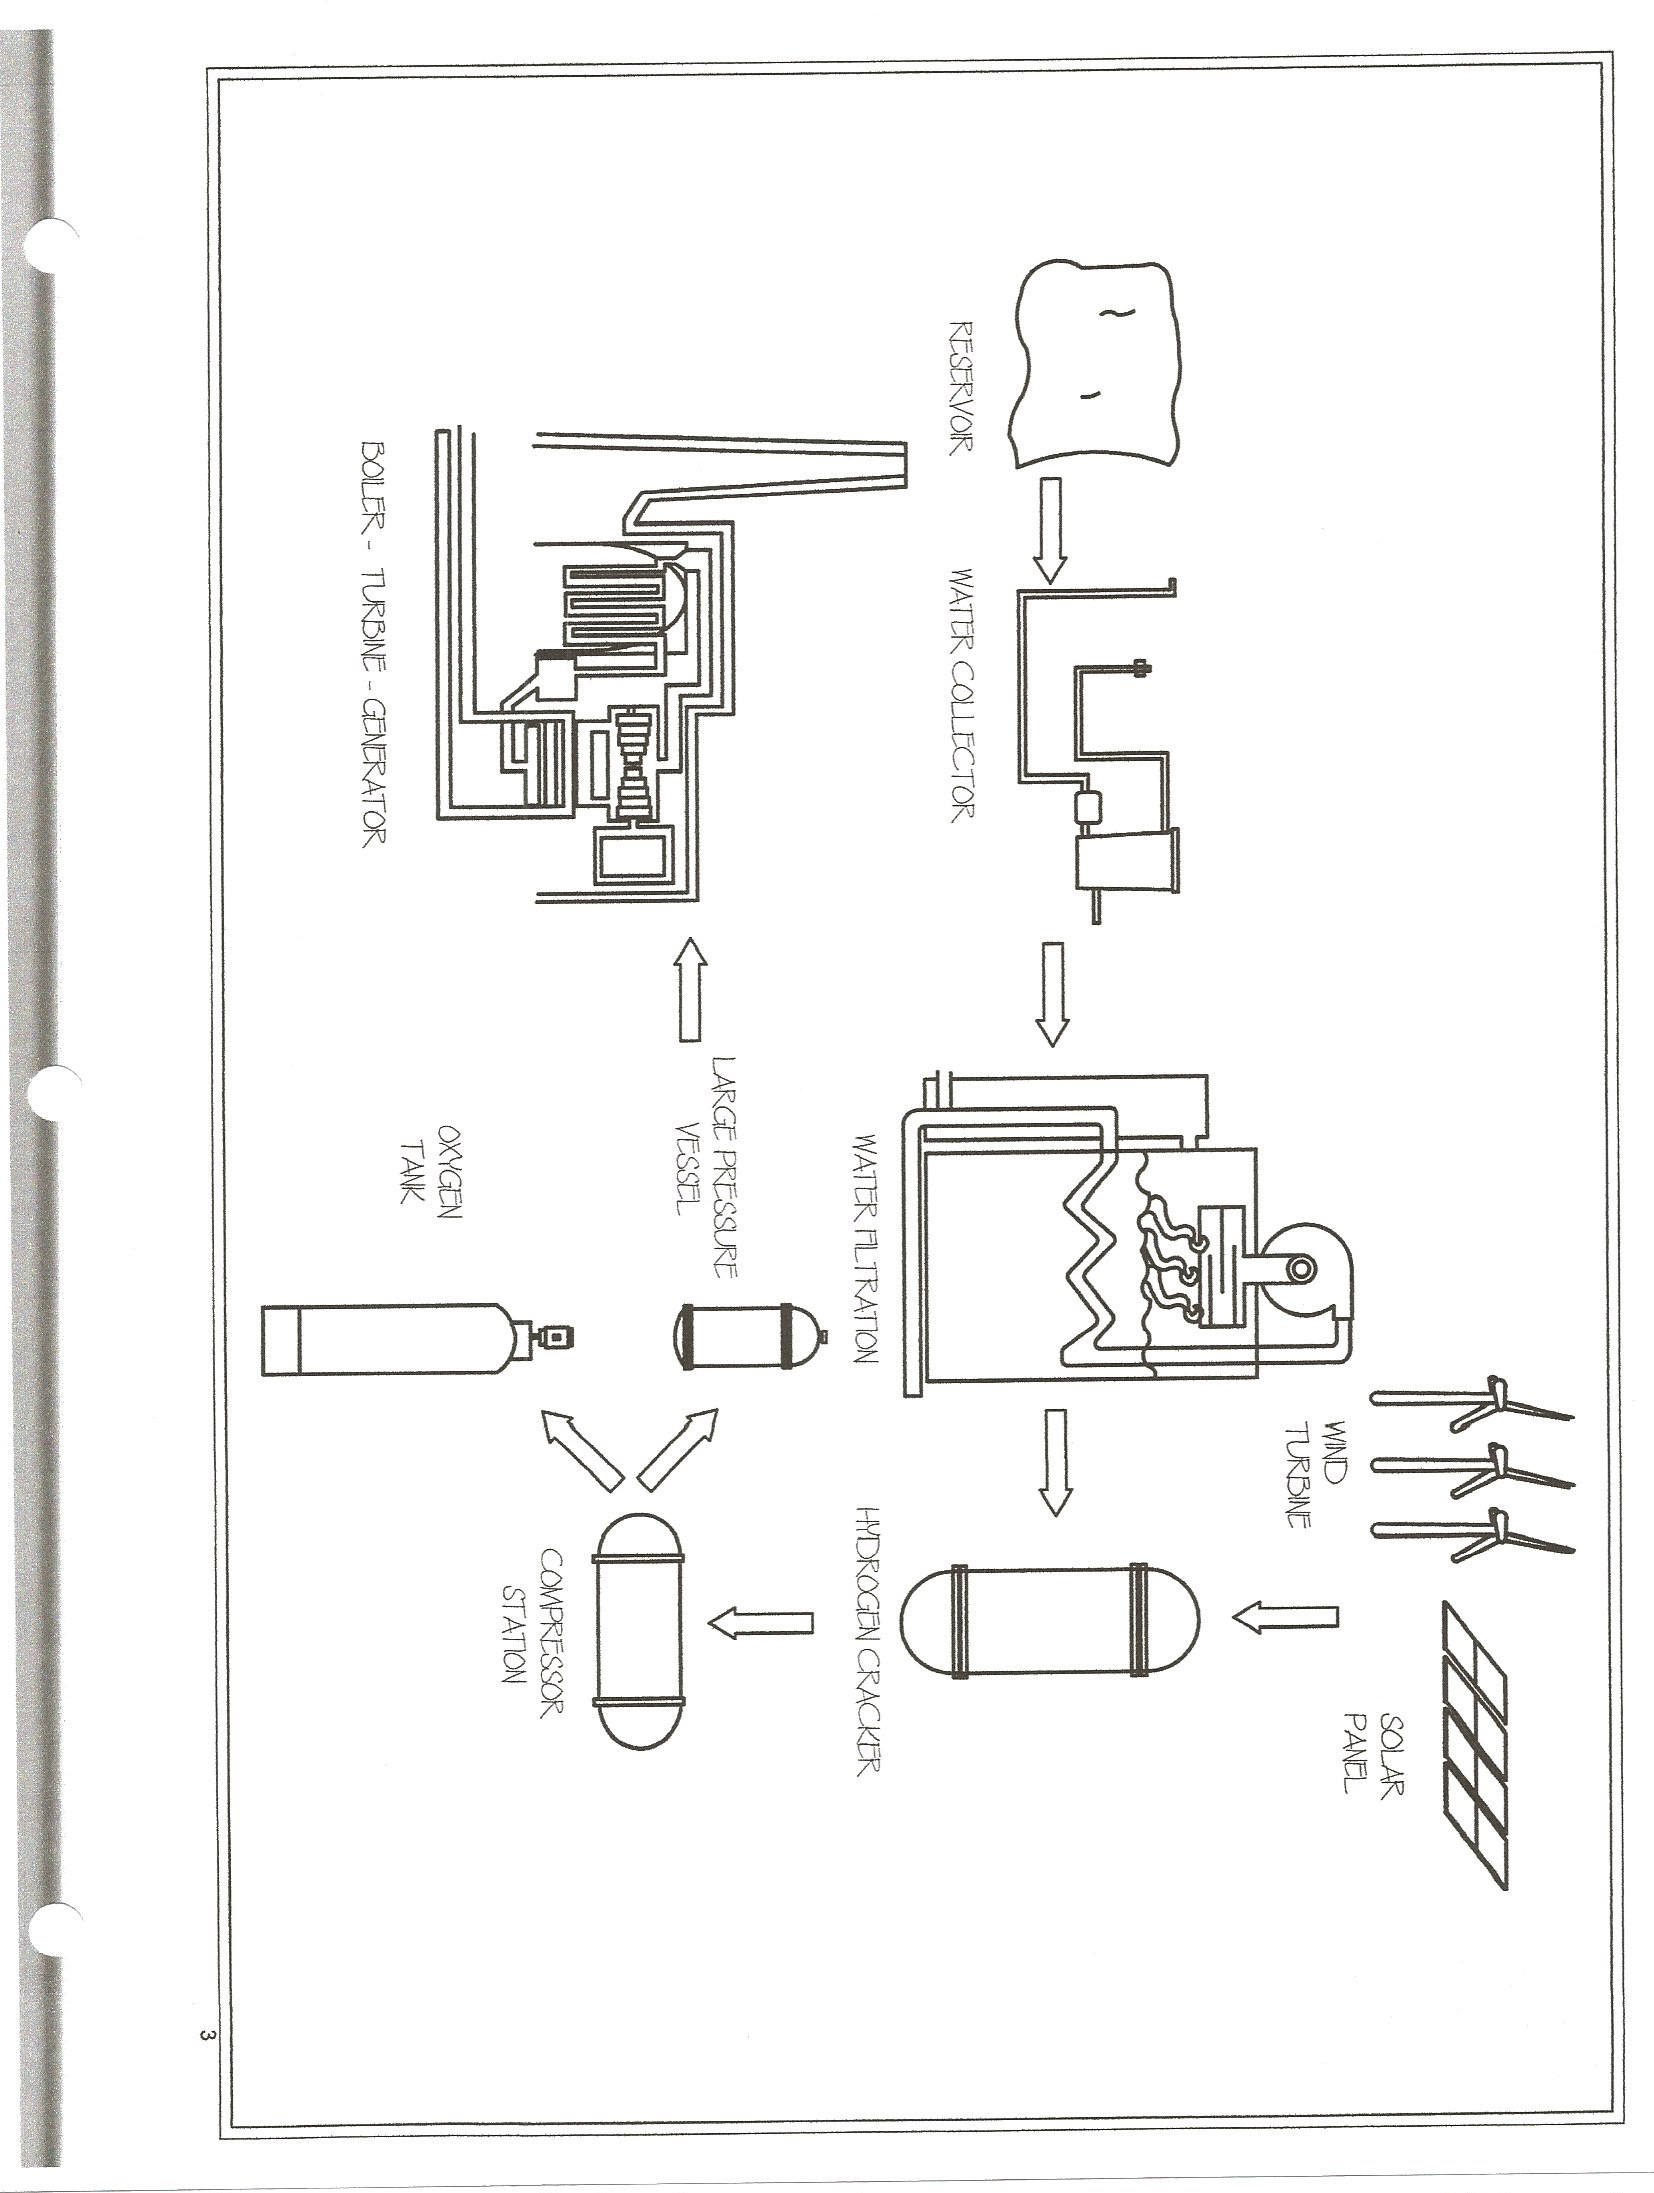 WIND
TURBINE
SOLAR
PANEL
RESERVOIR
WATER COLLECTOR
WATER FILTRATION
HYDROGEN CRACKER
LARGE PRESSURE
VESSEL
COMPRESSOR
STATION
OXYGEN
TANK
BOILER - TURBINE - GENERATOR
3